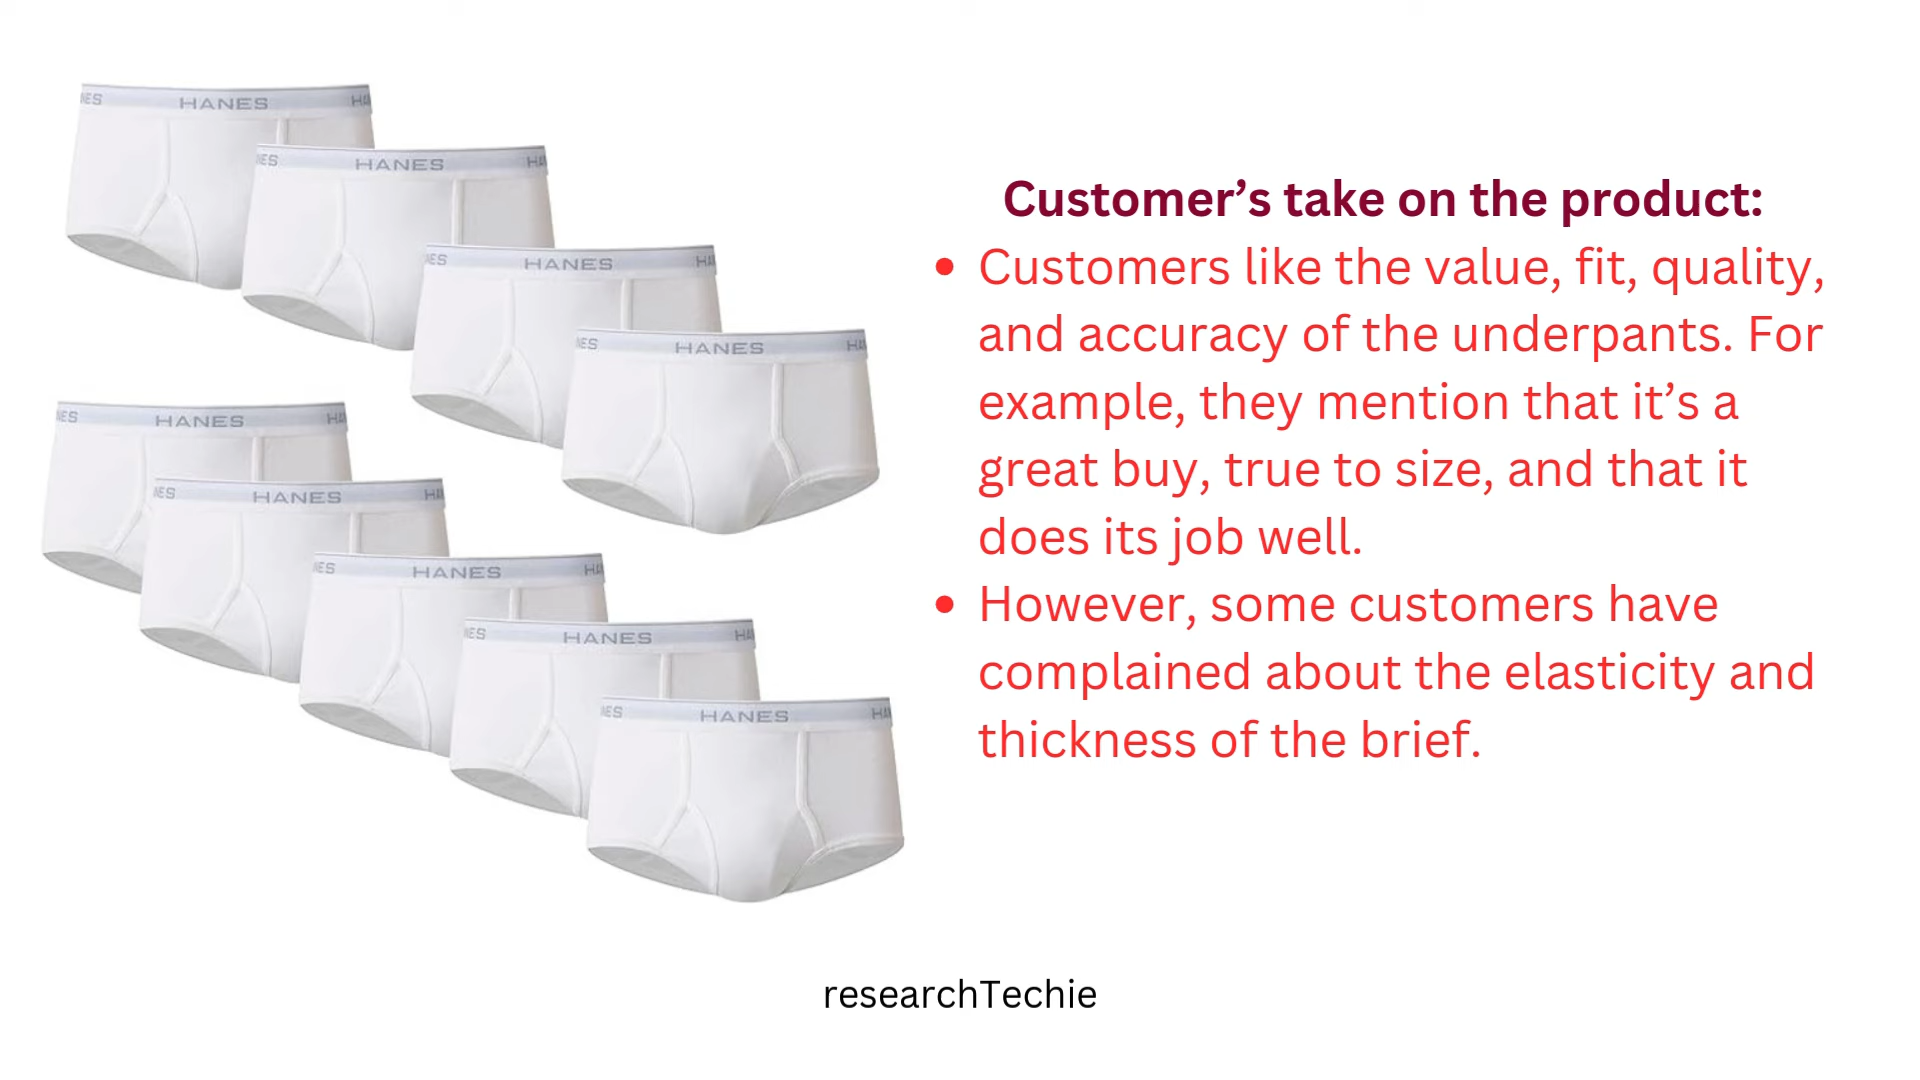 HANES
HANES
HANES
HANES
HANES
HANES
HANES
HANES
HANES
Customer’s take on the product:
• Customers like the value, fit, quality,
and accuracy of the underpants. For
example, they mention that it’s a
great buy, true to size, and that it
does its job well.
• However, some customers have
complained about the elasticity and
thickness of the brief.
researchTechie